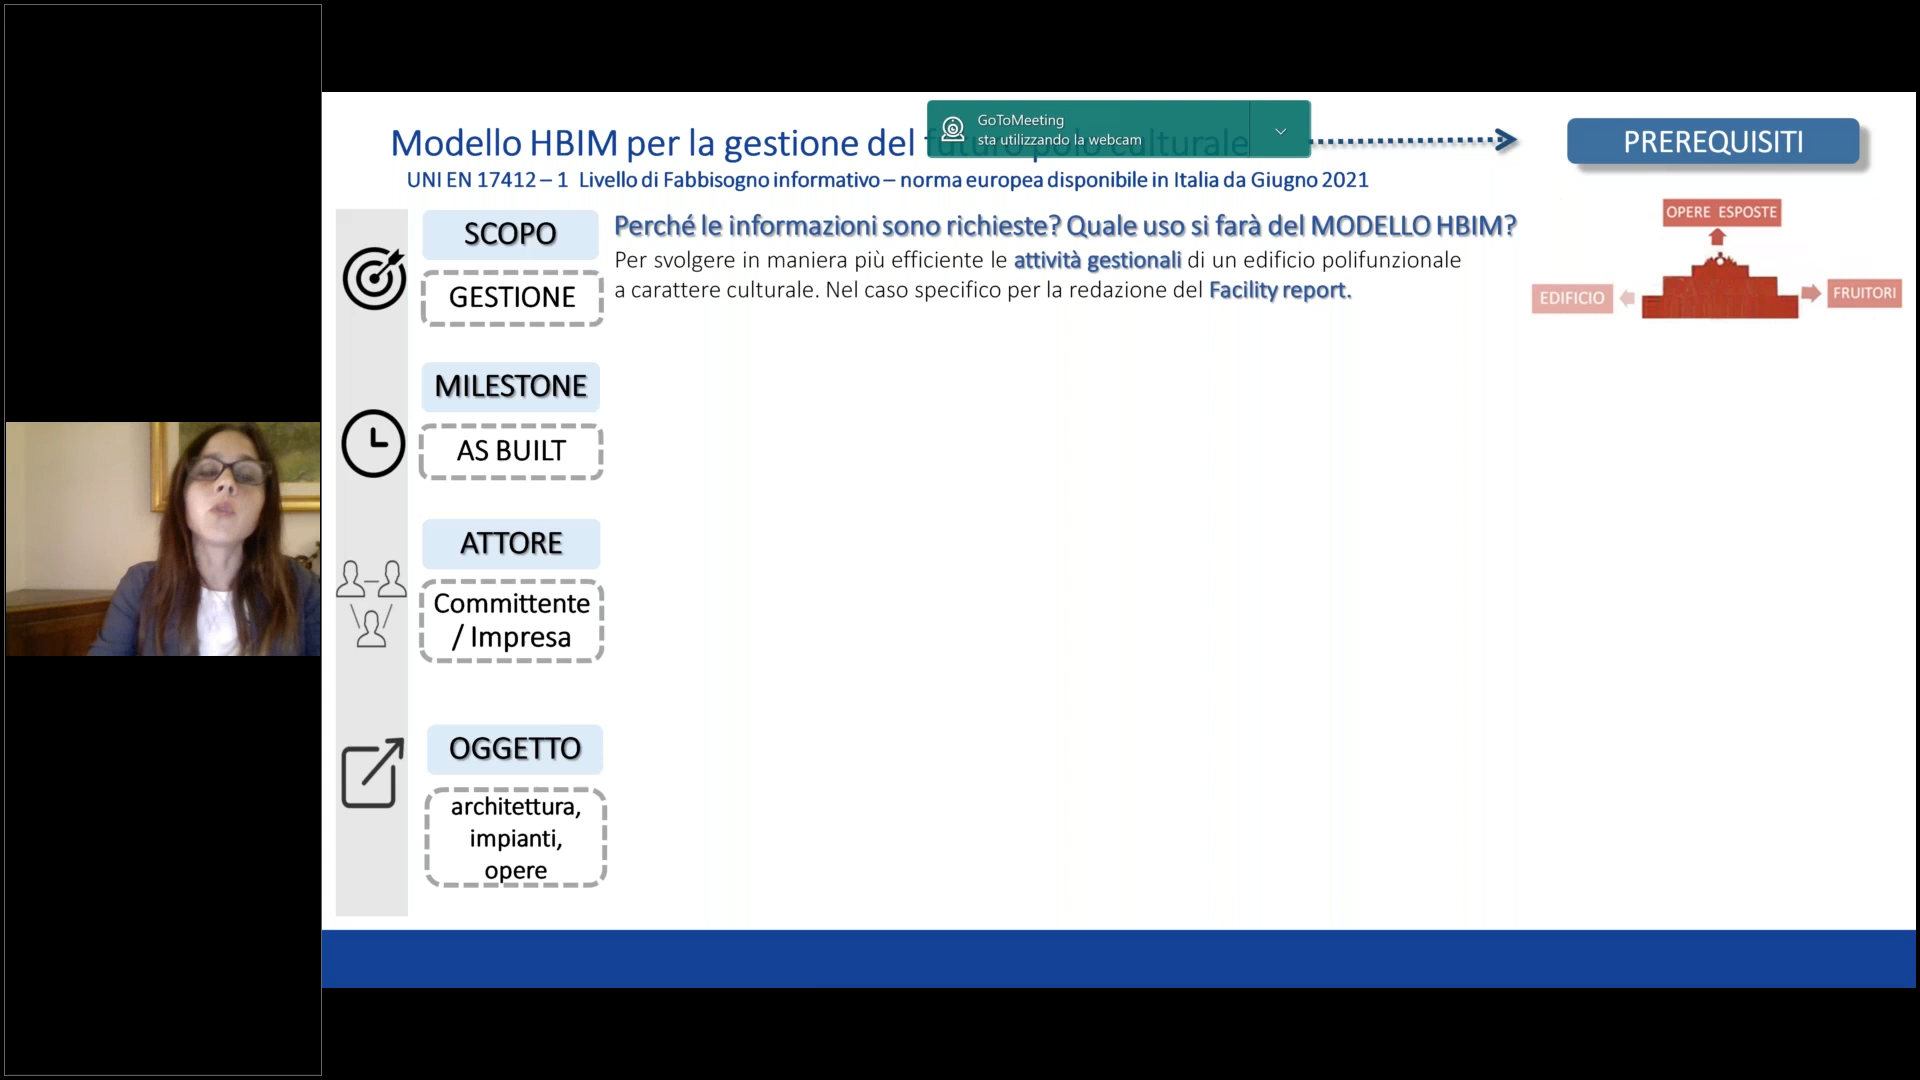 GoToMeeting
sta utilizzando la webcam
Modello HBIM per la gestione del futuro polo culturale
PREREQUISITI
UNI EN 17412 – 1 Livello di Fabbisogno informativo – norma europea disponibile in Italia da Giugno 2021
SCOPO
GESTIONE
Perché le informazioni sono richieste? Quale uso si farà del MODELLO HBIM?
Per svolgere in maniera più efficiente le attività gestionali di un edificio polifunzionale
a carattere culturale. Nel caso specifico per la redazione del Facility report.
OPERE ESPOSTE
EDIFICIO
FRUITORI
MILESTONE
AS BUILT
ATTORE
Committente
/ Impresa
OGGETTO
architettura,
impianti,
opere